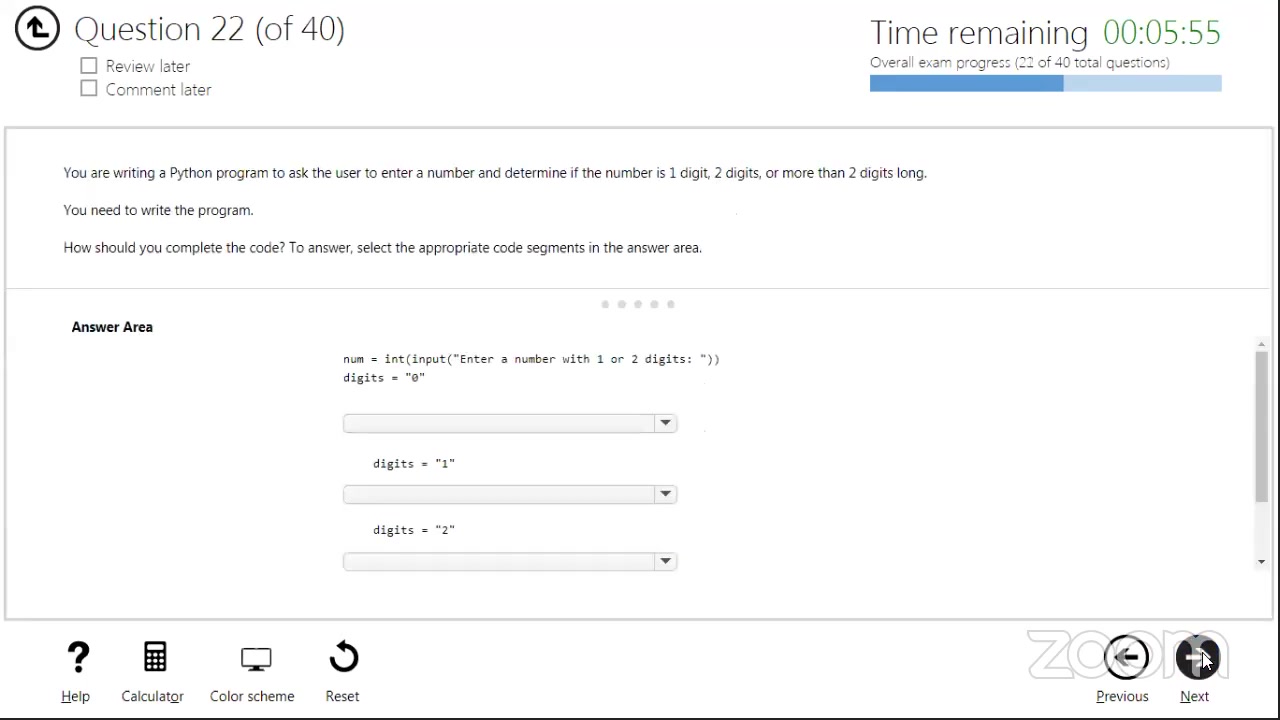 Question 22 (of 40)
Time remaining 00:05:55
Review later
Overall exam progress (22 of 40 total questions)
Comment later
You are writing a Python program to ask the user to enter a number and determine if the number is 1 digit, 2 digits, or more than 2 digits long.
You need to write the program.
How should you complete the code? To answer, select the appropriate code segments in the answer area.
Answer Area
num = int(input("Enter a number with 1 or 2 digits: "))
digits = "0"
digits = "1"
digits = "2"
zoom
? Help
Calculator
Color scheme
Reset
Previous
Next